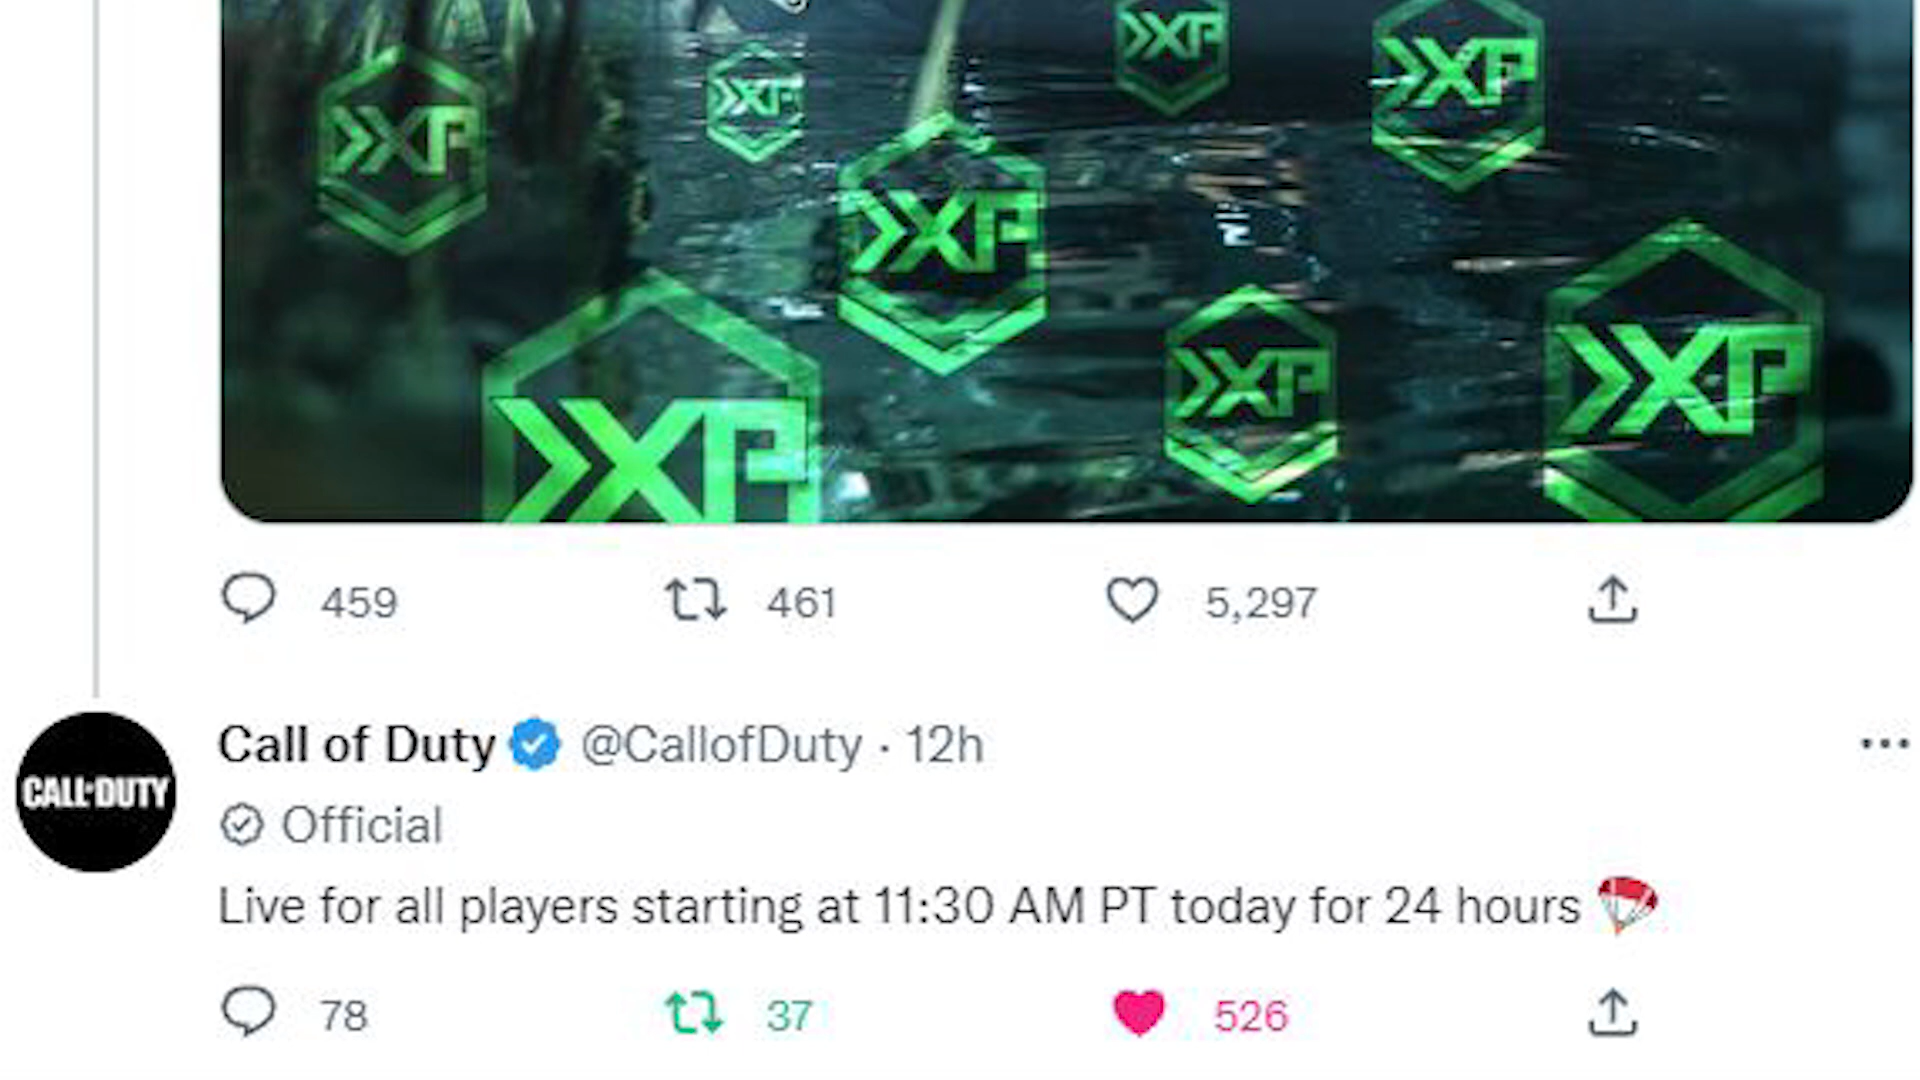 XP
XP
XP
XP
XP
XP
XP
XP
459 461 5,297
CALL OF DUTY
Call of Duty @CallofDuty · 12h
Official
Live for all players starting at 11:30 AM PT today for 24 hours
78 37 526